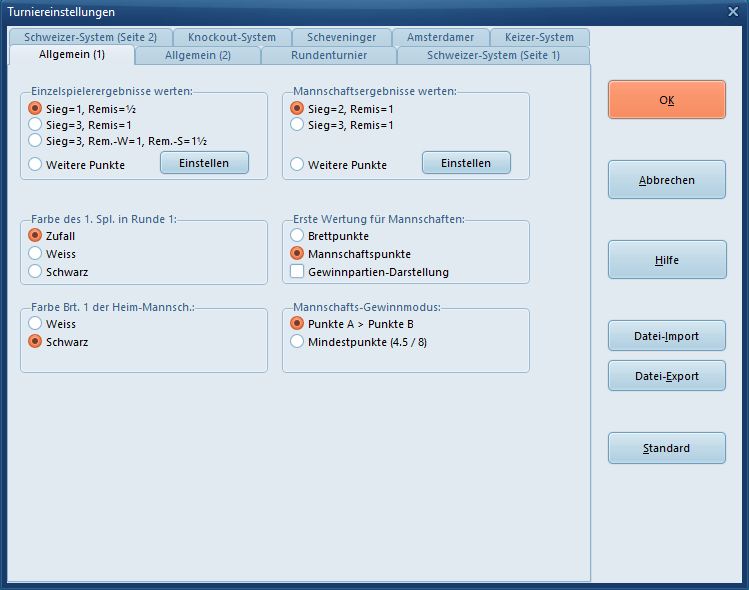 Turniereinstellungen
Schweizer-System (Seite 2) Knockout-System Scheveninger Amsterdamer Keizer-System
Allgemein (1) Allgemein (2) Rundenturnier Schweizer-System (Seite 1)
Einzelspielerergebnisse werten:
Sieg=1, Remis=½
Sieg=3, Remis=1
Sieg=3, Rem.-W=1, Rem.-S=1½
Weitere Punkte Einstellen
Mannschaftsergebnisse werten:
Sieg=2, Remis=1
Sieg=3, Remis=1
Weitere Punkte Einstellen
Farbe des 1. Spl. in Runde 1:
Zufall
Weiss
Schwarz
Erste Wertung für Mannschaften:
Brettpunkte
Mannschaftspunkte
Gewinnpartien-Darstellung
Farbe Brt. 1 der Heim-Mannsch.:
Weiss
Schwarz
Mannschafts-Gewinnmodus:
Punkte A > Punkte B
Mindestpunkte (4.5 / 8)
OK
Abbrechen
Hilfe
Datei-Import
Datei-Export
Standard